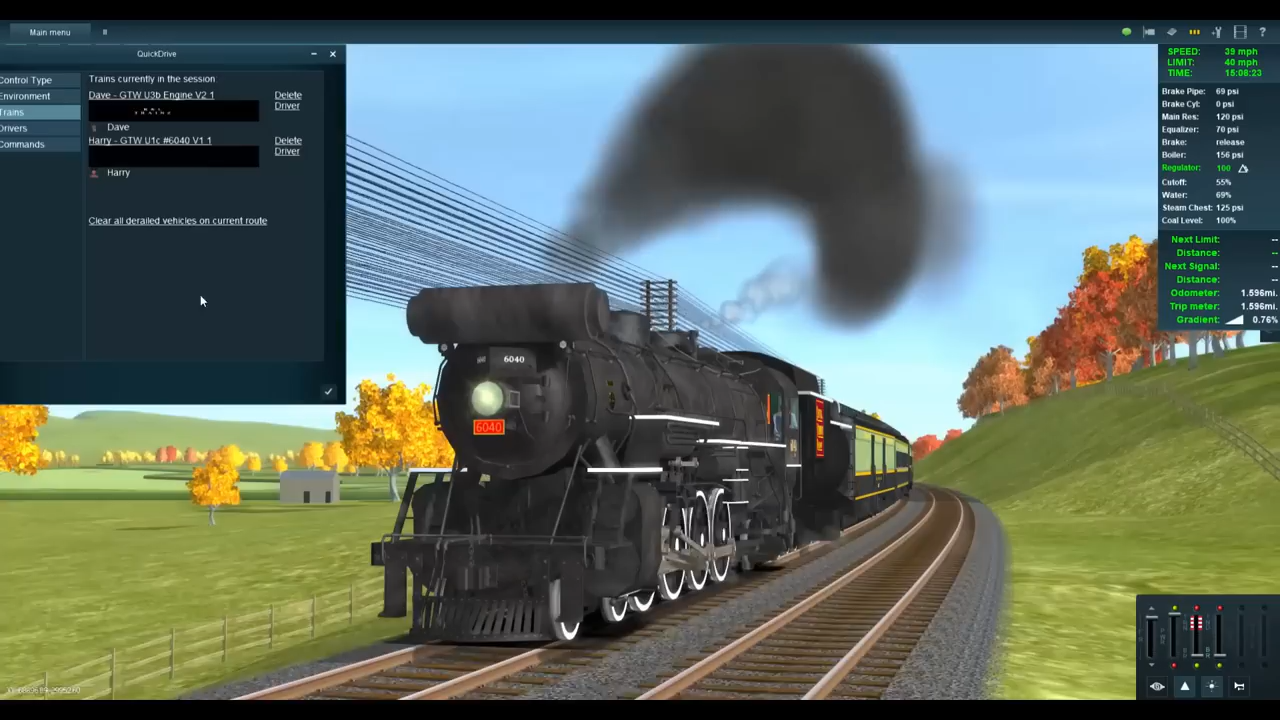 Main menu
QuickDrive
Control Type
Environment
Trains
Drivers
Commands
Trains currently in the session
Dave - GTW U3b Engine V2 1
Delete
Driver
Dave
Harry - GTW U1c #6040 V1 1
Delete
Driver
Harry
Clear all derailed vehicles on current route
SPEED: 39 mph
LIMIT: 40 mph
TIME: 15:08:23
Brake Pipe: 69 psi
Brake Cyl: 0 psi
Main Res: 120 psi
Equalizer: 70 psi
Brake: release
Boiler: 156 psi
Regulator: 100
Cutoff: 55%
Water: 69%
Steam Chest: 125 psi
Coal Level: 100%
Next Limit: --
Distance: --
Next Signal: --
Distance: --
Odometer: 1.596mi.
Trip meter: 1.596mi.
Gradient: 0.76%
6040
6040